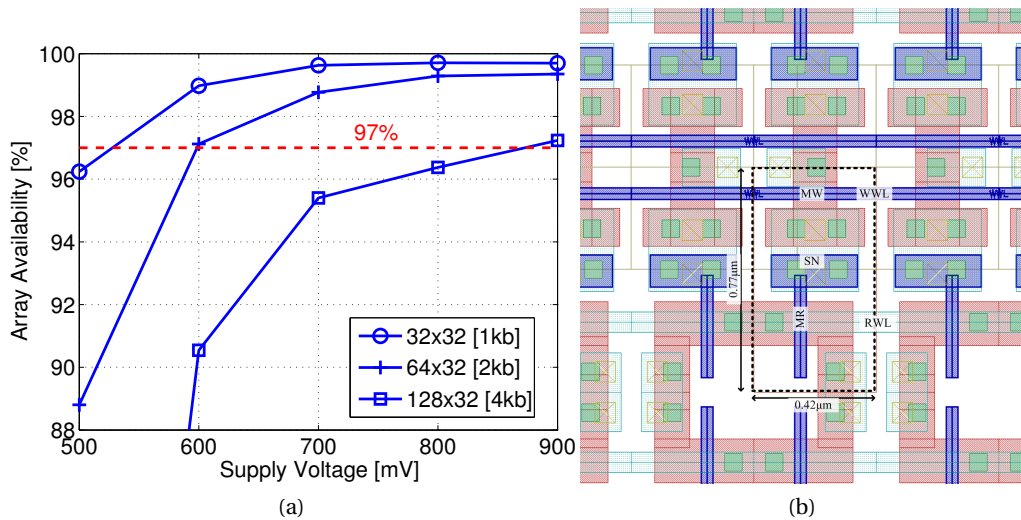 Array Availability [%]
100
98
96
94
92
90
88
97%
32x32 [1kb]
64x32 [2kb]
128x32 [4kb]
500
600
700
800
900
Supply Voltage [mV]
(a)
WWL
WWL
WWL
MW
WWL
WWL
SN
0.77µm
MR
RWL
0.42µm
(b)